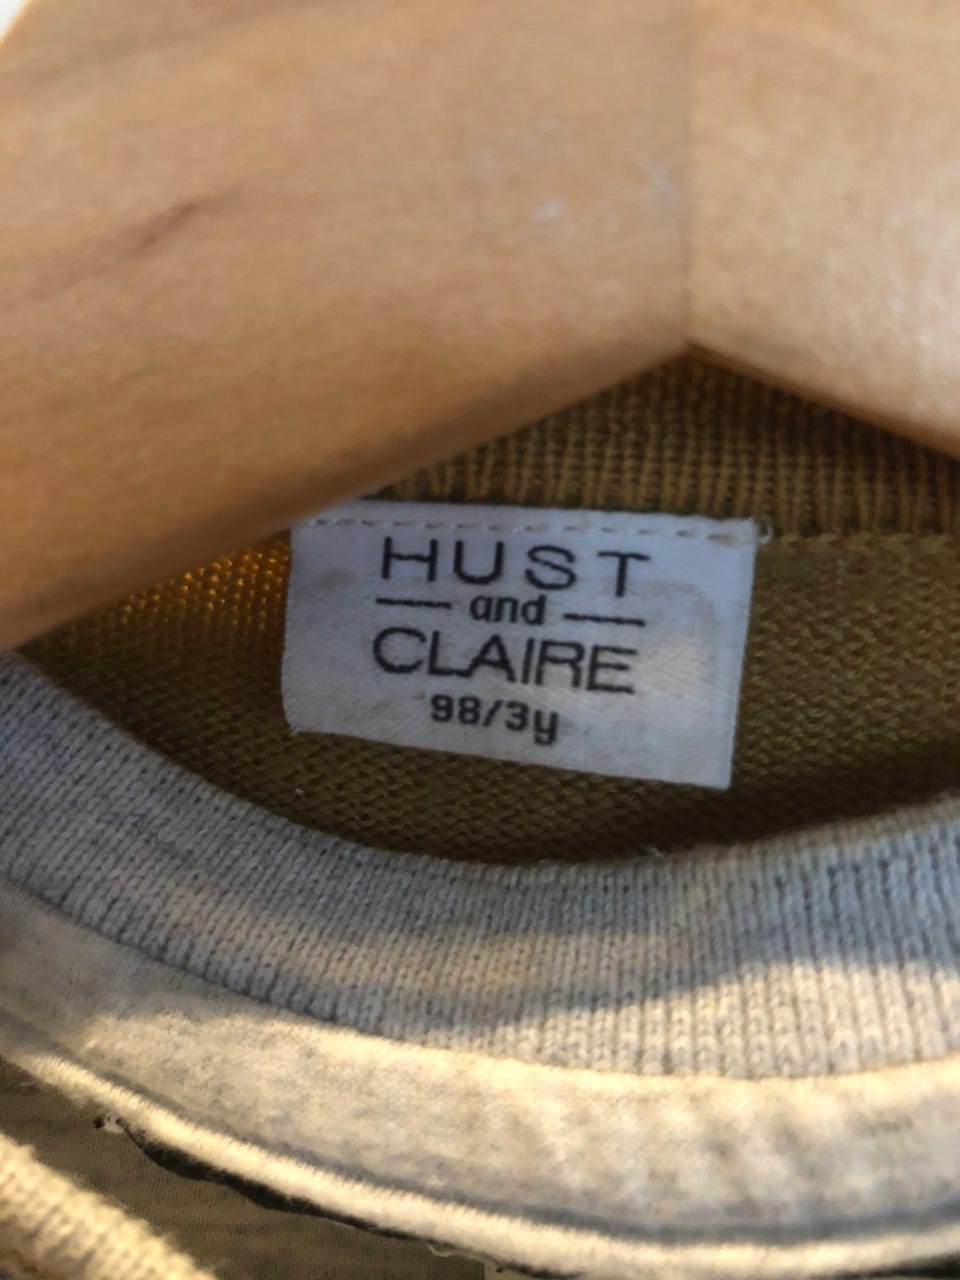 HUST
and
CLAIRE
98/3y